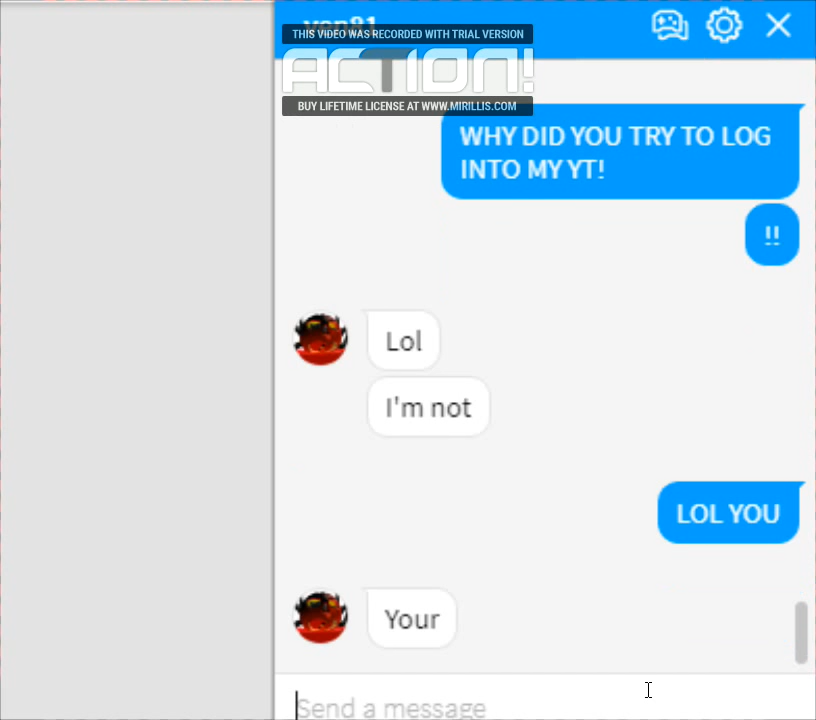 THIS VIDEO WAS RECORDED WITH TRIAL VERSION
ACTION!
BUY LIFETIME LICENSE AT WWW.MIRILLIS.COM
WHY DID YOU TRY TO LOG
INTO MY YT!
!!
Lol
I'm not
LOL YOU
Your
Send a message